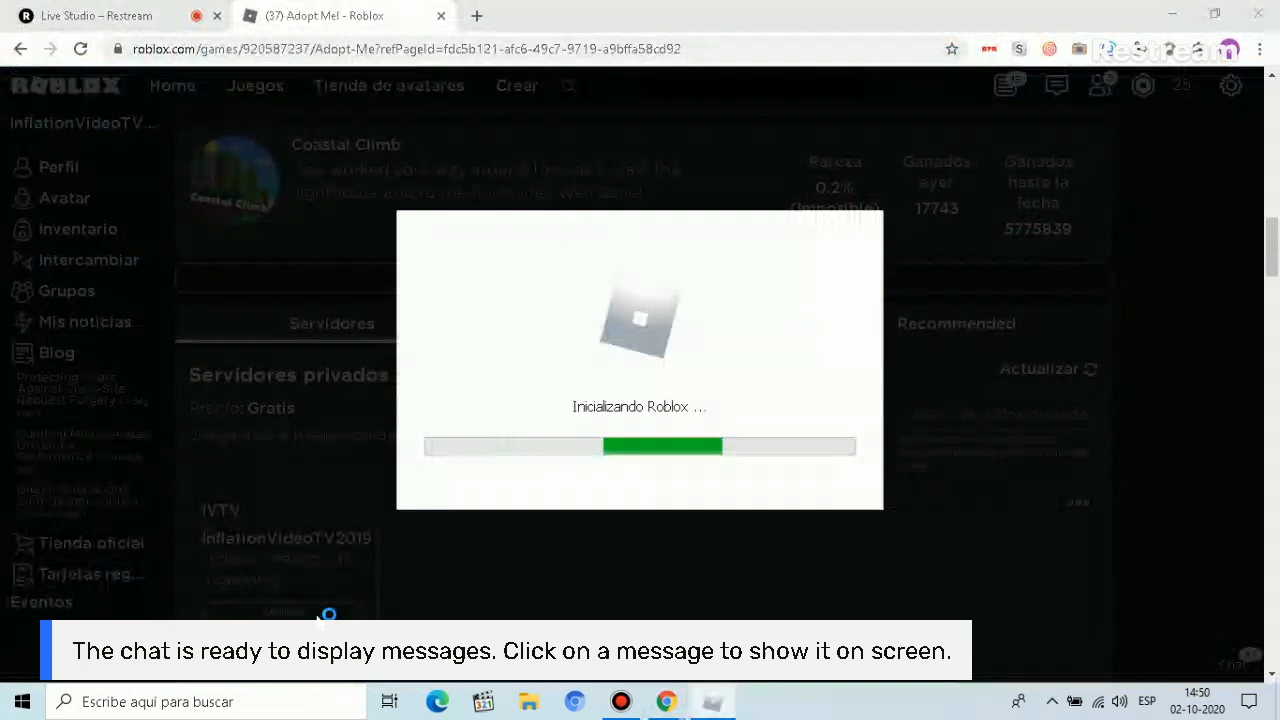 Live Studio – Restream
(37) Adopt Me! - Roblox
roblox.com/games/920587237/Adopt-Me?refPageId=fdc5b121-afc6-49c7-9719-a9bffa58cd92
Restream
ROBLOX
Home
Juegos
Tienda de avatares
Crear
25
InflationVideoTV...
Perfil
Avatar
Inventario
Intercambiar
Grupos
Mis noticias
Blog
Tienda oficial
Tarjetas reg...
Eventos
Coastal Climb
Rareza
0.2%
(Imposible)
Ganados
ayer
17743
Ganados
hasta la
fecha
5775839
Servidores
Recommended
Servidores privados
Actualizar
Precio: Gratis
IVTV
InflationVideoTV2019
Inicializando Roblox ...
The chat is ready to display messages. Click on a message to show it on screen.
Escribe aquí para buscar
ESP
14:50
02-10-2020